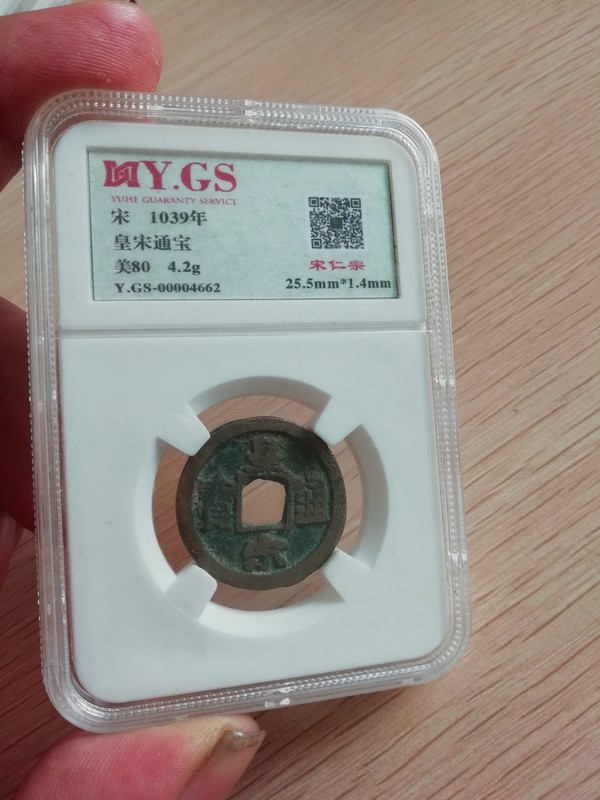 Y.GS
YUHE GUARANTY SERVICE
宋 1039年
皇宋通宝
美80 4.2g
宋仁宗
Y.GS-00004662
25.5mm*1.4mm
皇
寳 通
宋